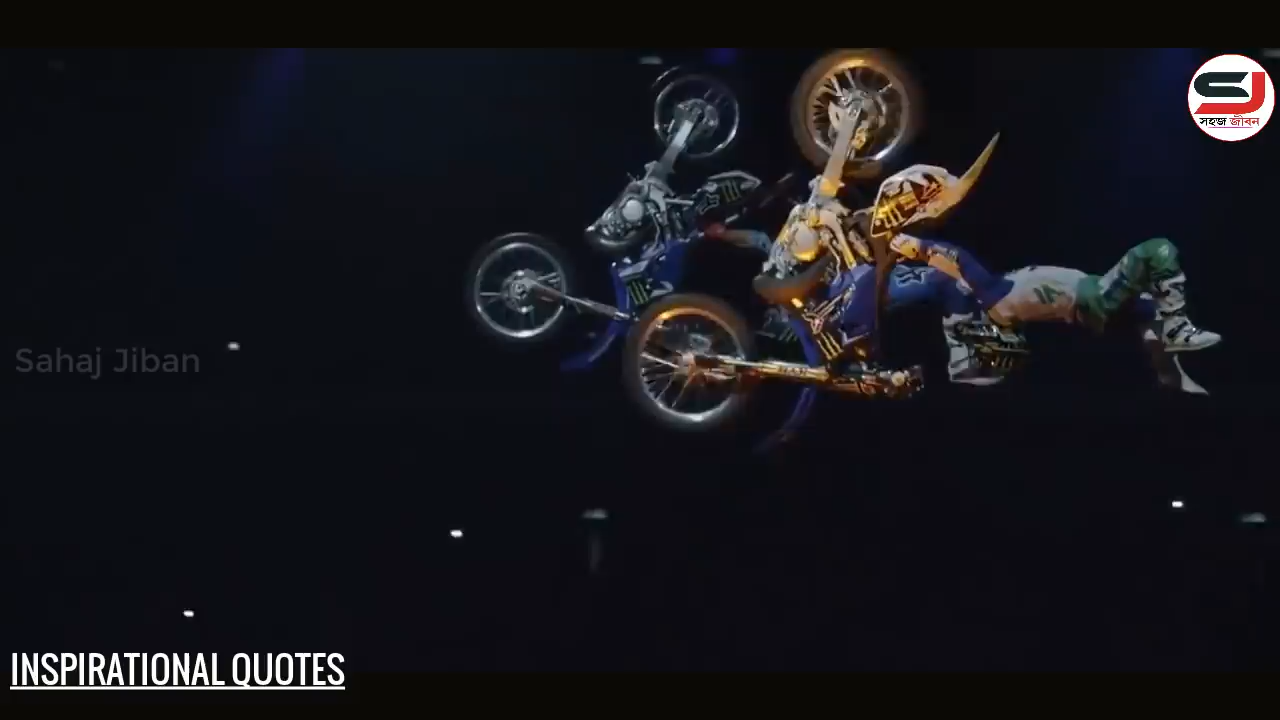 SJ
সহজ জীবন
Sahaj Jiban
INSPIRATIONAL QUOTES